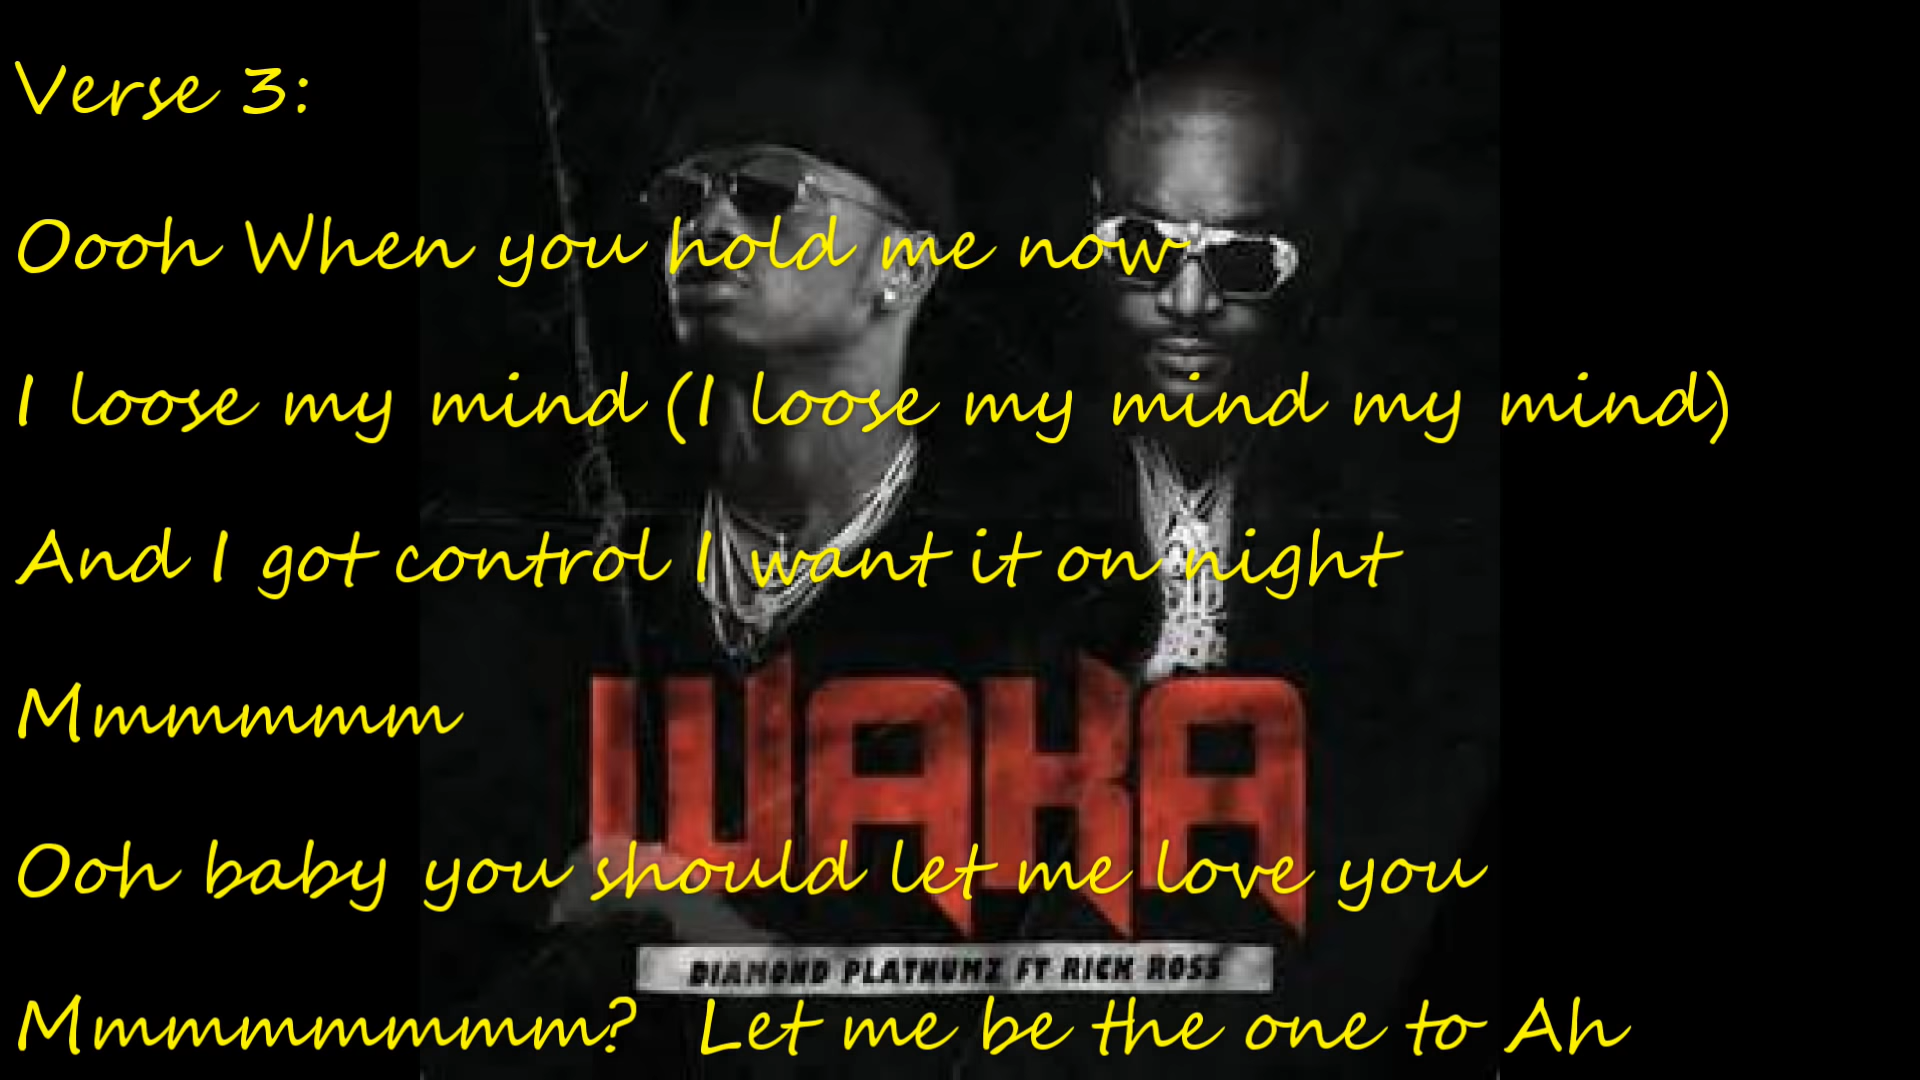 Verse 3:
Oooh When you hold me now
I loose my mind (I loose my mind my mind)
And I got control I want it on night
Mmmmmm
WAKA
Ooh baby you should let me love you
DIAMOND PLATNUMZ FT RICK ROSS
Mmmmmmmmm? Let me be the one to Ah